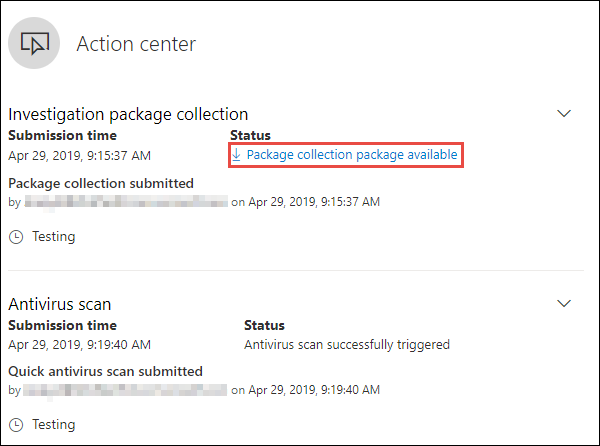 Action center
Investigation package collection
Submission time Status
Apr 29, 2019, 9:15:37 AM Package collection package available
Package collection submitted
by on Apr 29, 2019, 9:15:37 AM
Testing
Antivirus scan
Submission time Status
Apr 29, 2019, 9:19:40 AM Antivirus scan successfully triggered
Quick antivirus scan submitted
by on Apr 29, 2019, 9:19:40 AM
Testing